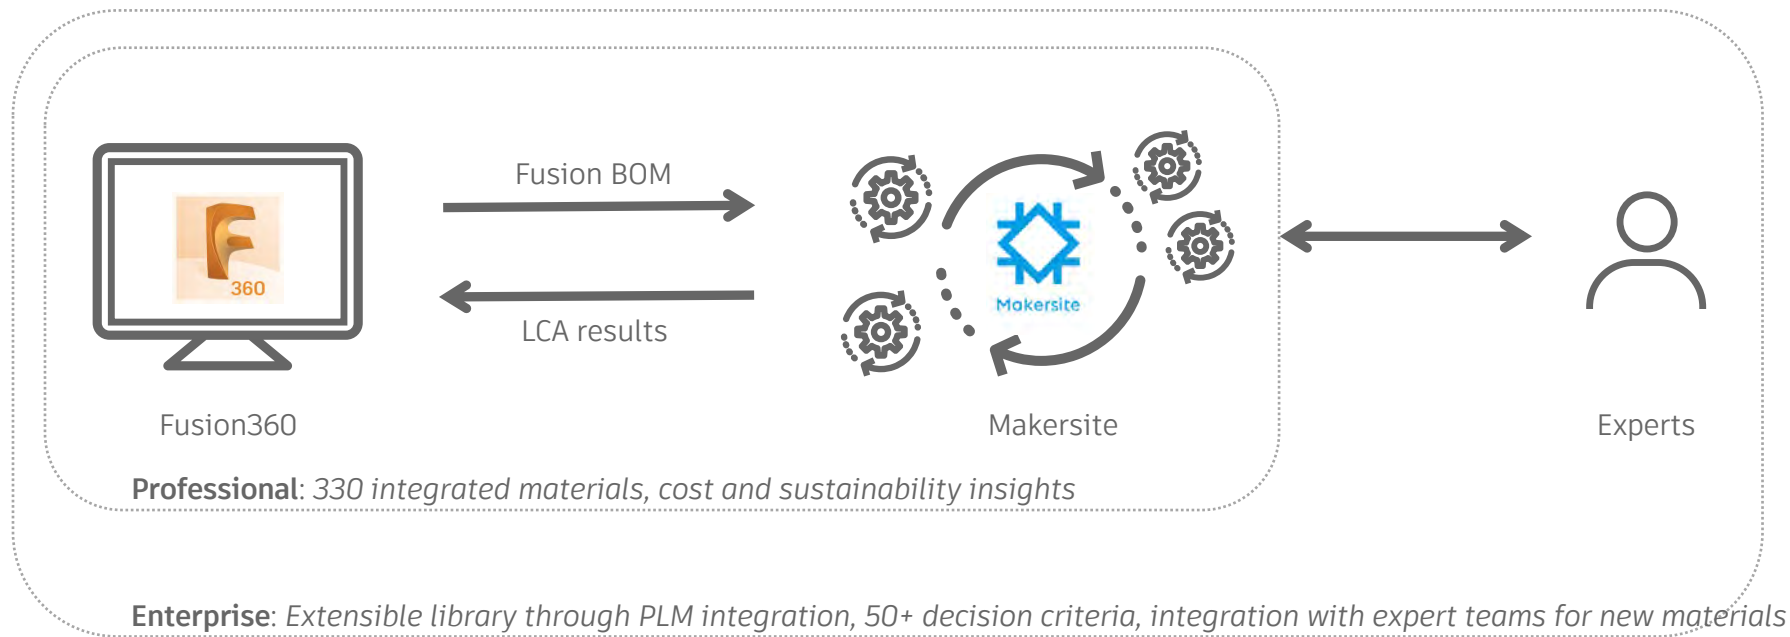 Fusion BOM
F
360
Makersite
LCA results
Fusion360
Makersite
Experts
Professional: 330 integrated materials, cost and sustainability insights
Enterprise: Extensible library through PLM integration, 50+ decision criteria, integration with expert teams for new materials